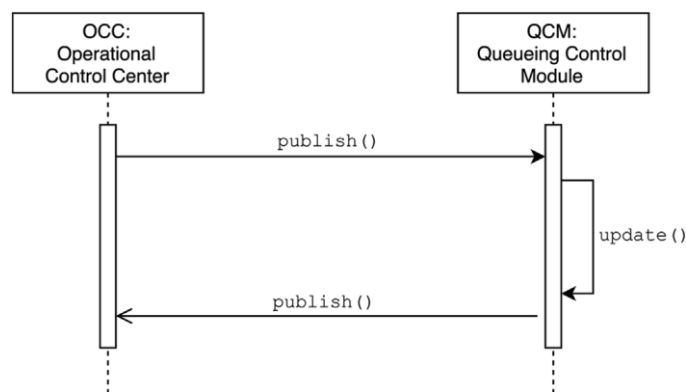 OCC:
Operational
Control Center
QCM:
Queueing Control
Module
publish()
update()
publish()